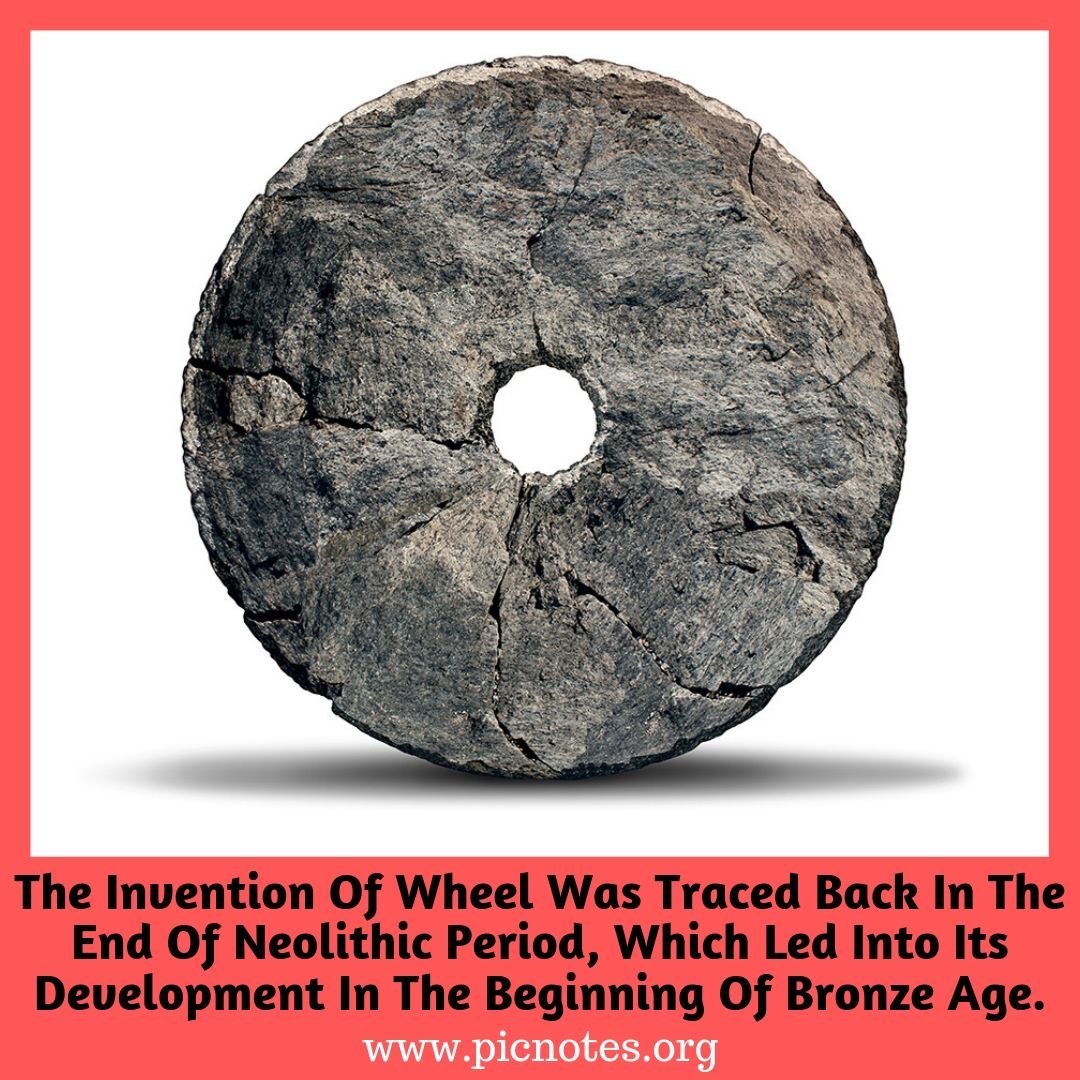 The Invention Of Wheel Was Traced Back In The
End Of Neolithic Period, Which Led Into Its
Development In The Beginning Of Bronze Age.
www.picnotes.org